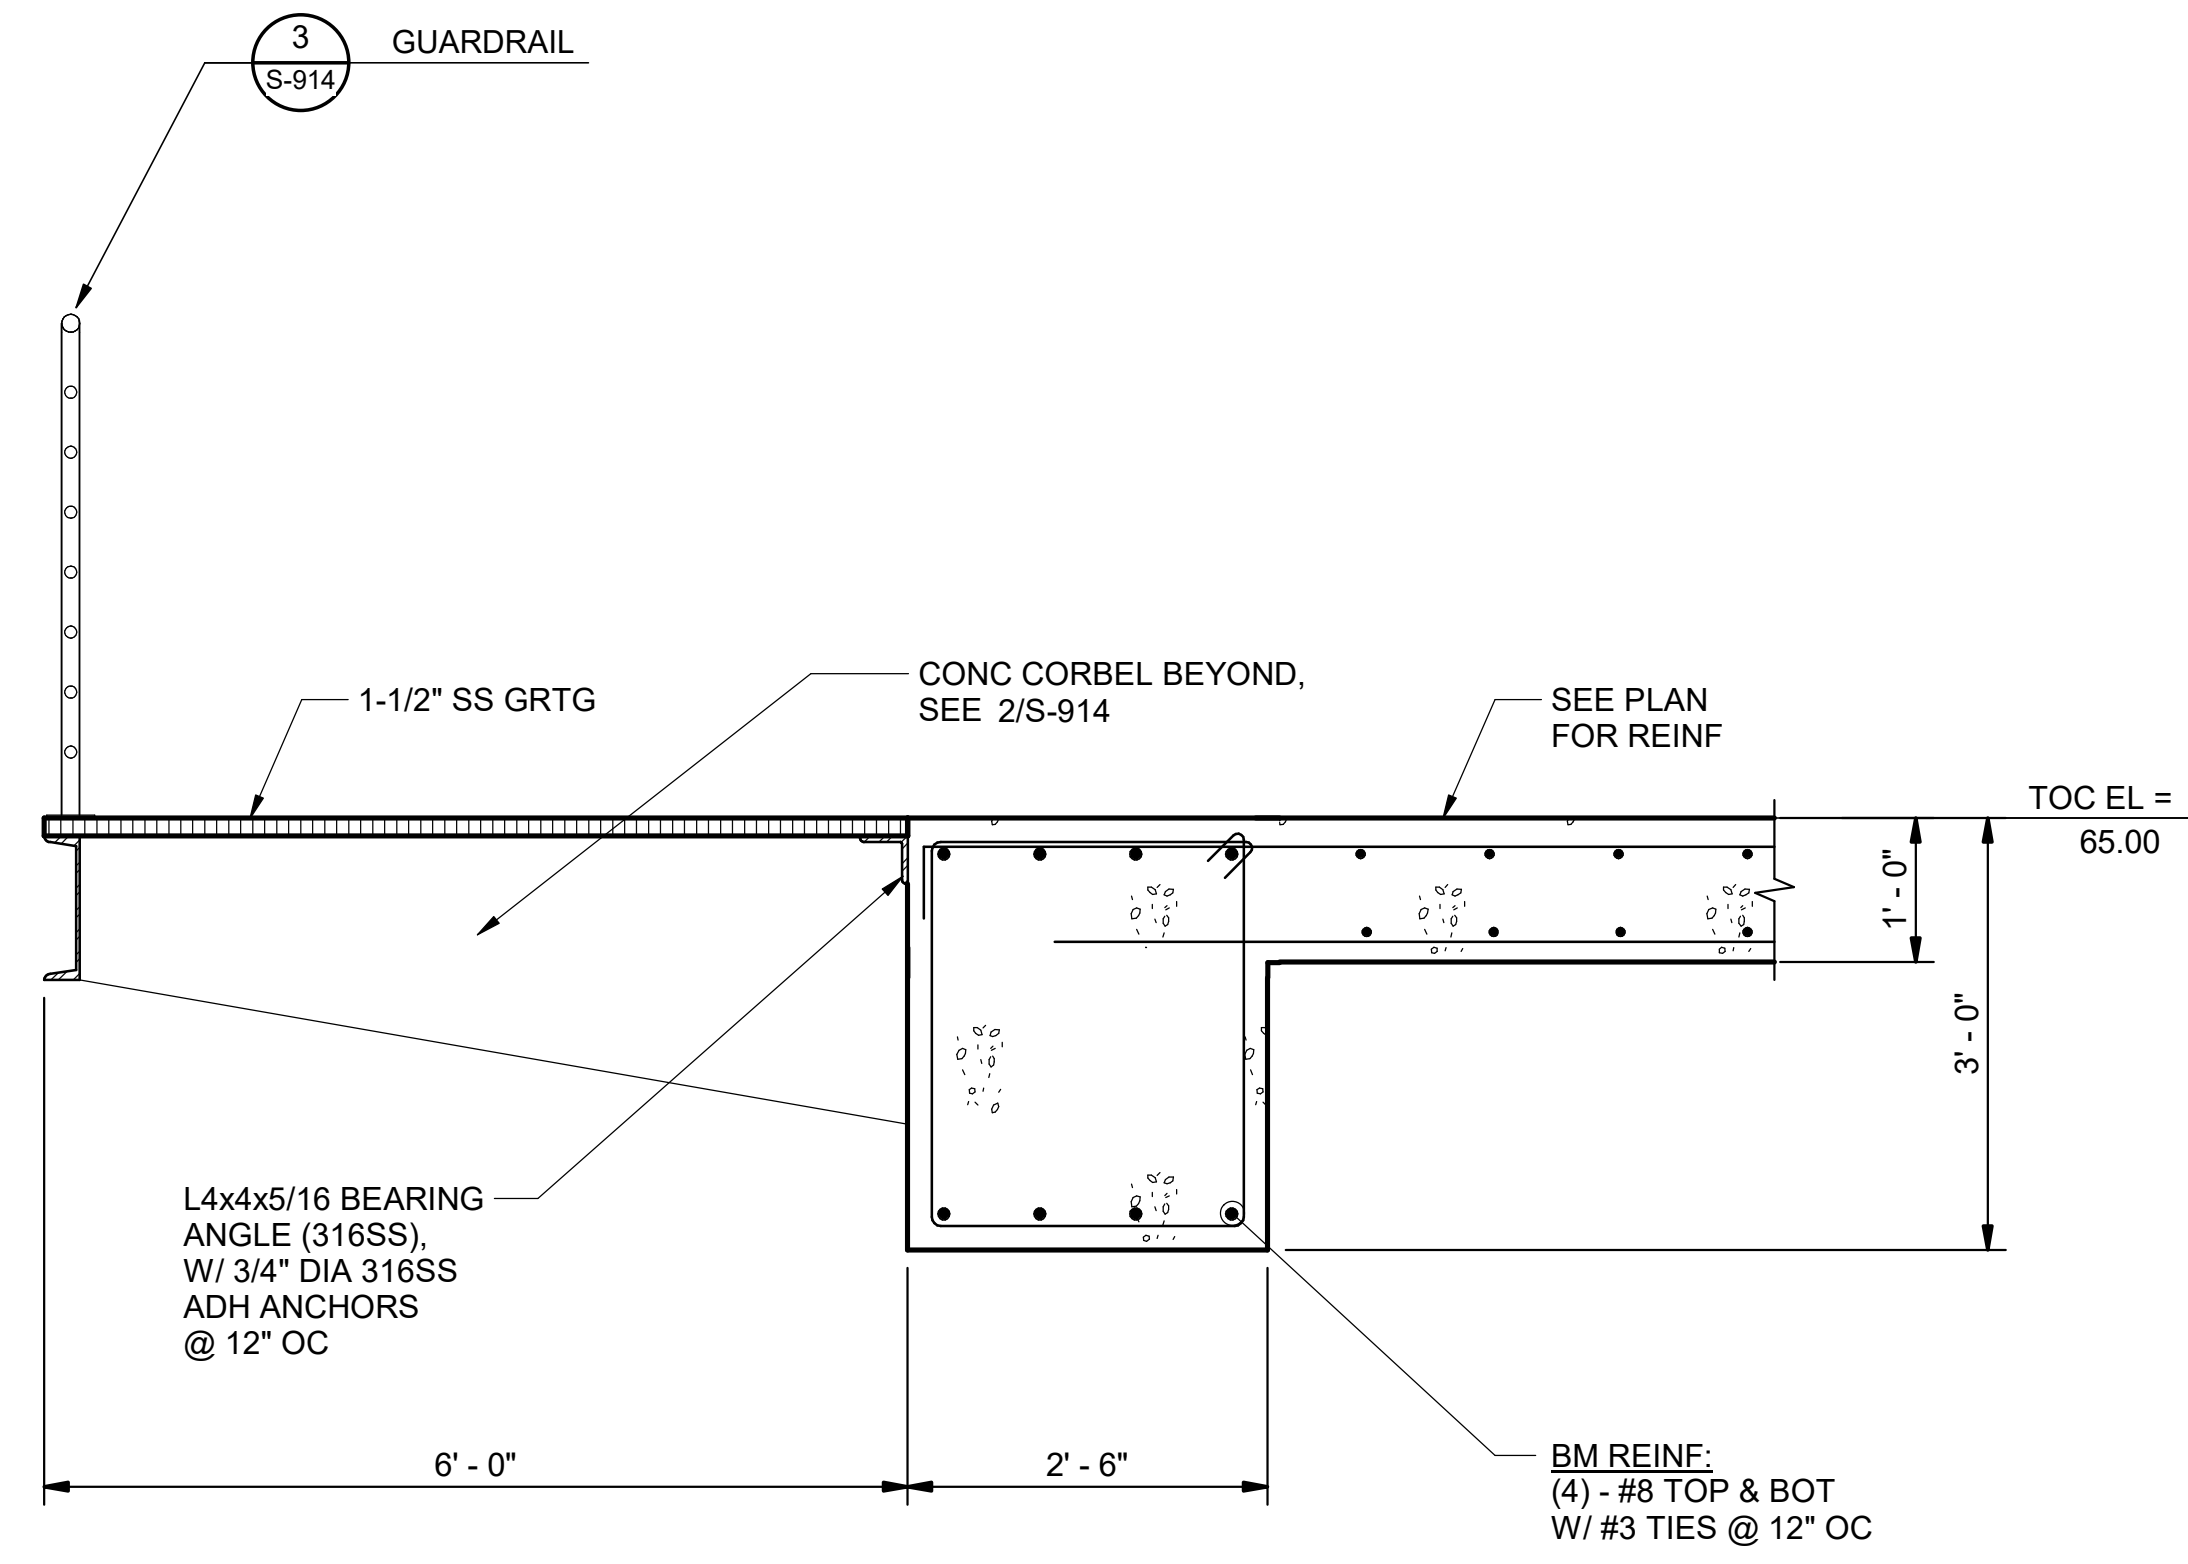 3
S-914
GUARDRAIL
CONC CORBEL BEYOND,
SEE 2/S-914
1-1/2" SS GRTG
SEE PLAN
FOR REINF
TOC EL =
65.00
1' - 0"
3' - 0"
L4x4x5/16 BEARING
ANGLE (316SS),
W/ 3/4" DIA 316SS
ADH ANCHORS
@ 12" OC
6' - 0"
2' - 6"
BM REINF:
(4) - #8 TOP & BOT
W/ #3 TIES @ 12" OC